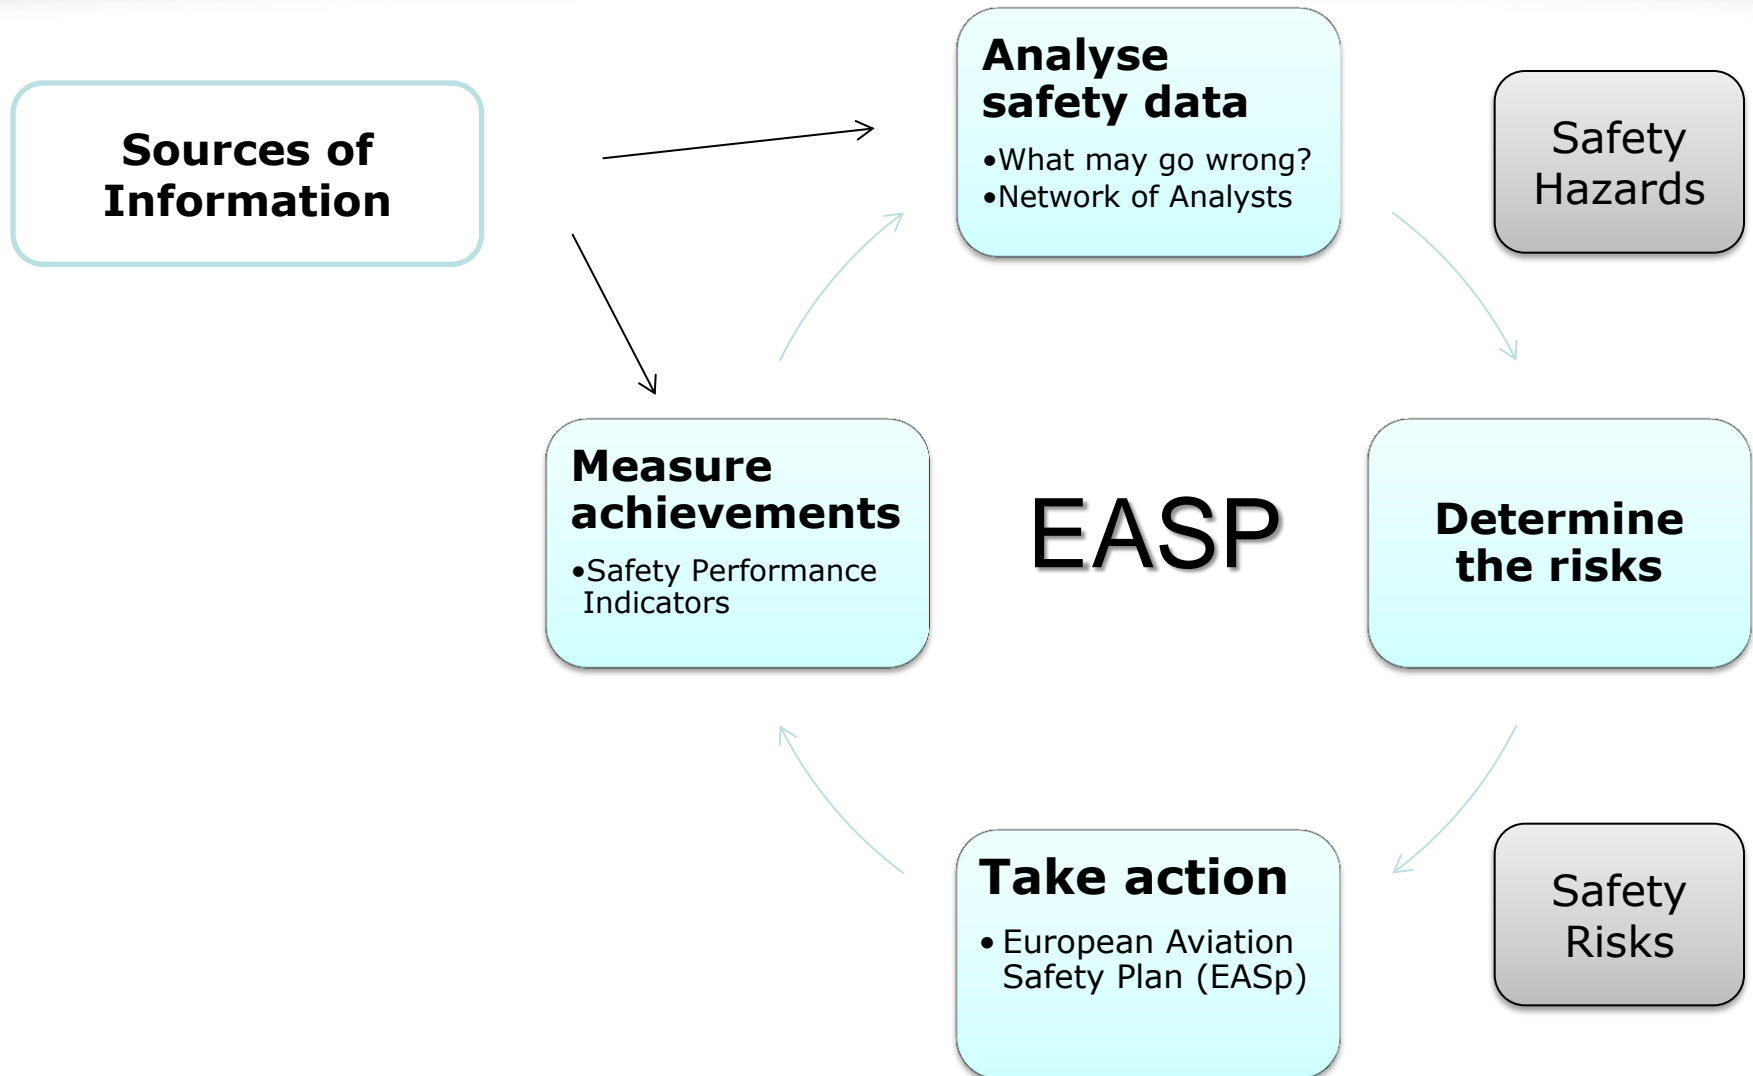 Sources of
Information
Analyse
safety data
•What may go wrong?
•Network of Analysts
Safety
Hazards
Measure
achievements
•Safety Performance
Indicators
EASP
Determine
the risks
Take action
• European Aviation
Safety Plan (EASp)
Safety
Risks